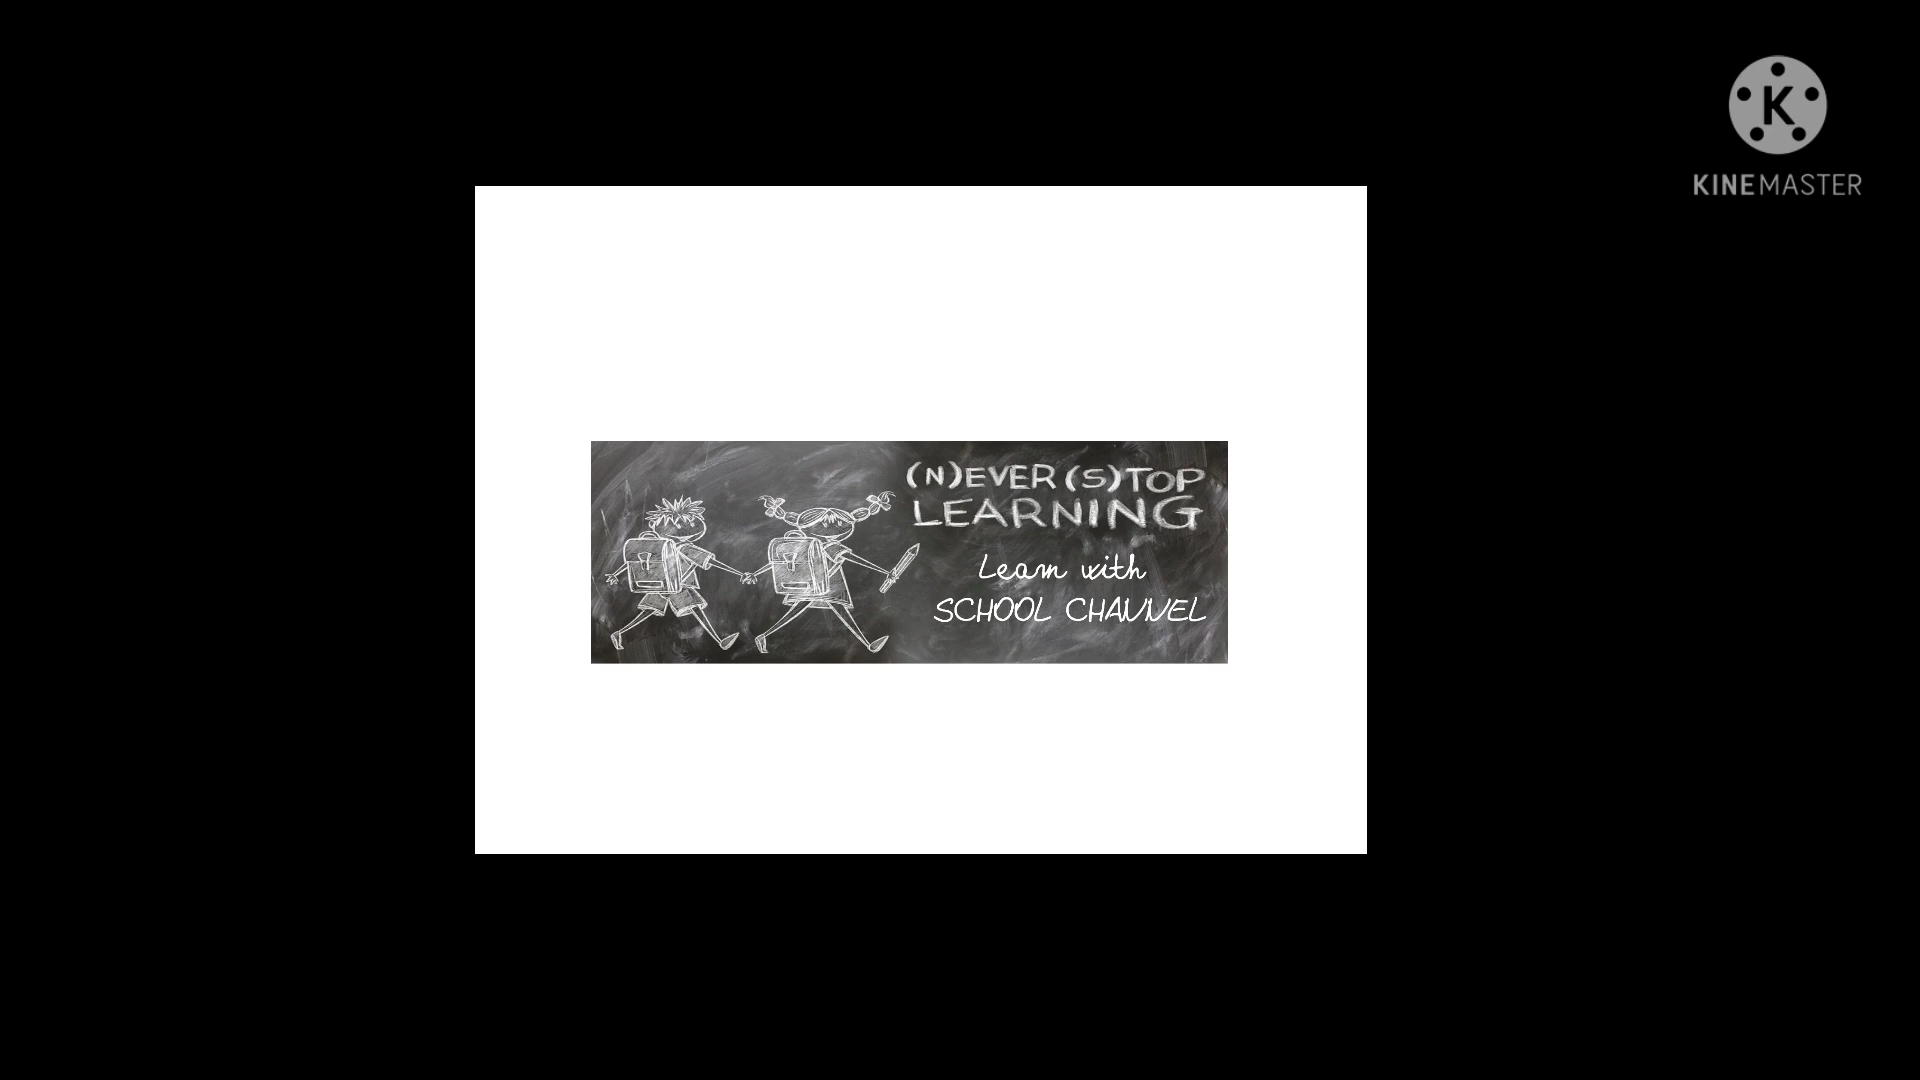 K
KINEMASTER
(N)EVER (S)TOP
LEARNING
Learn with
SCHOOL CHANNEL